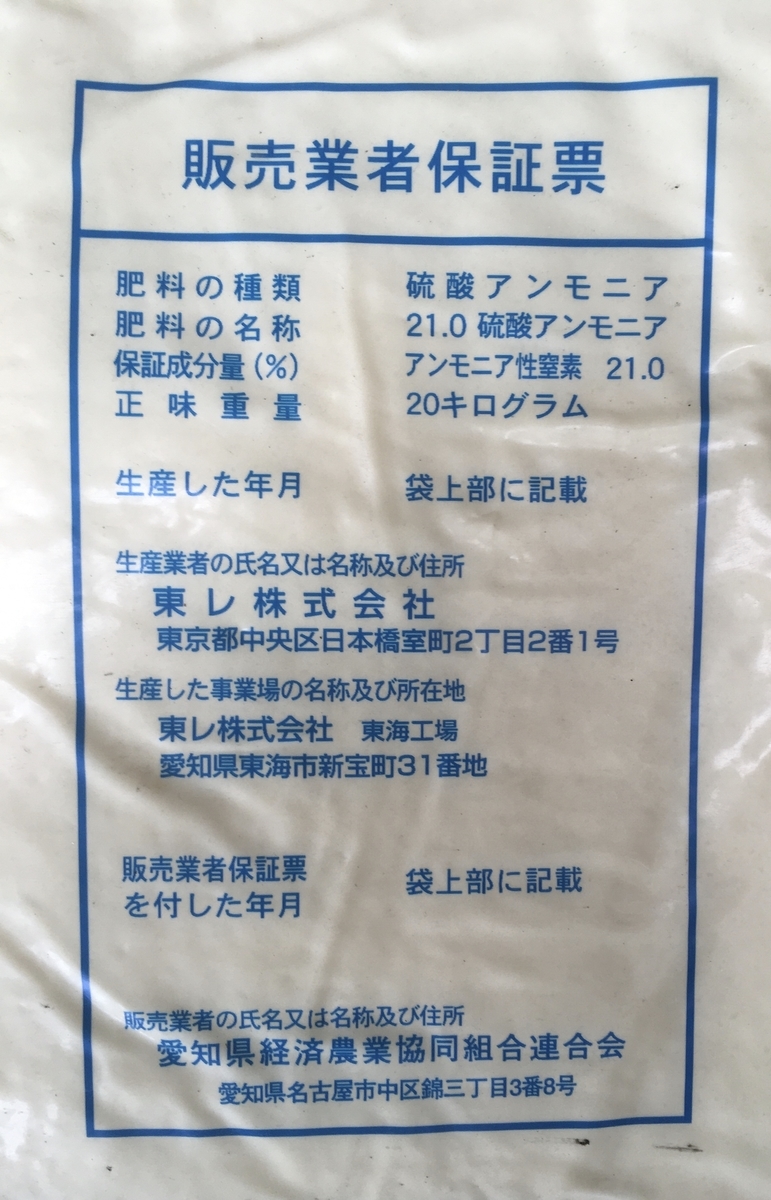 販売業者保証票
肥料の種類 硫酸アンモニア
肥料の名称 21.0 硫酸アンモニア
保証成分量(%) アンモニア性窒素 21.0
正味重量 20キログラム
生産した年月 袋上部に記載
生産業者の氏名又は名称及び住所
東レ株式会社
東京都中央区日本橋室町2丁目2番1号
生産した事業場の名称及び所在地
東レ株式会社 東海工場
愛知県東海市新宝町31番地
販売業者保証票
を付した年月 袋上部に記載
販売業者の氏名又は名称及び住所
愛知県経済農業協同組合連合会
愛知県名古屋市中区錦三丁目3番8号